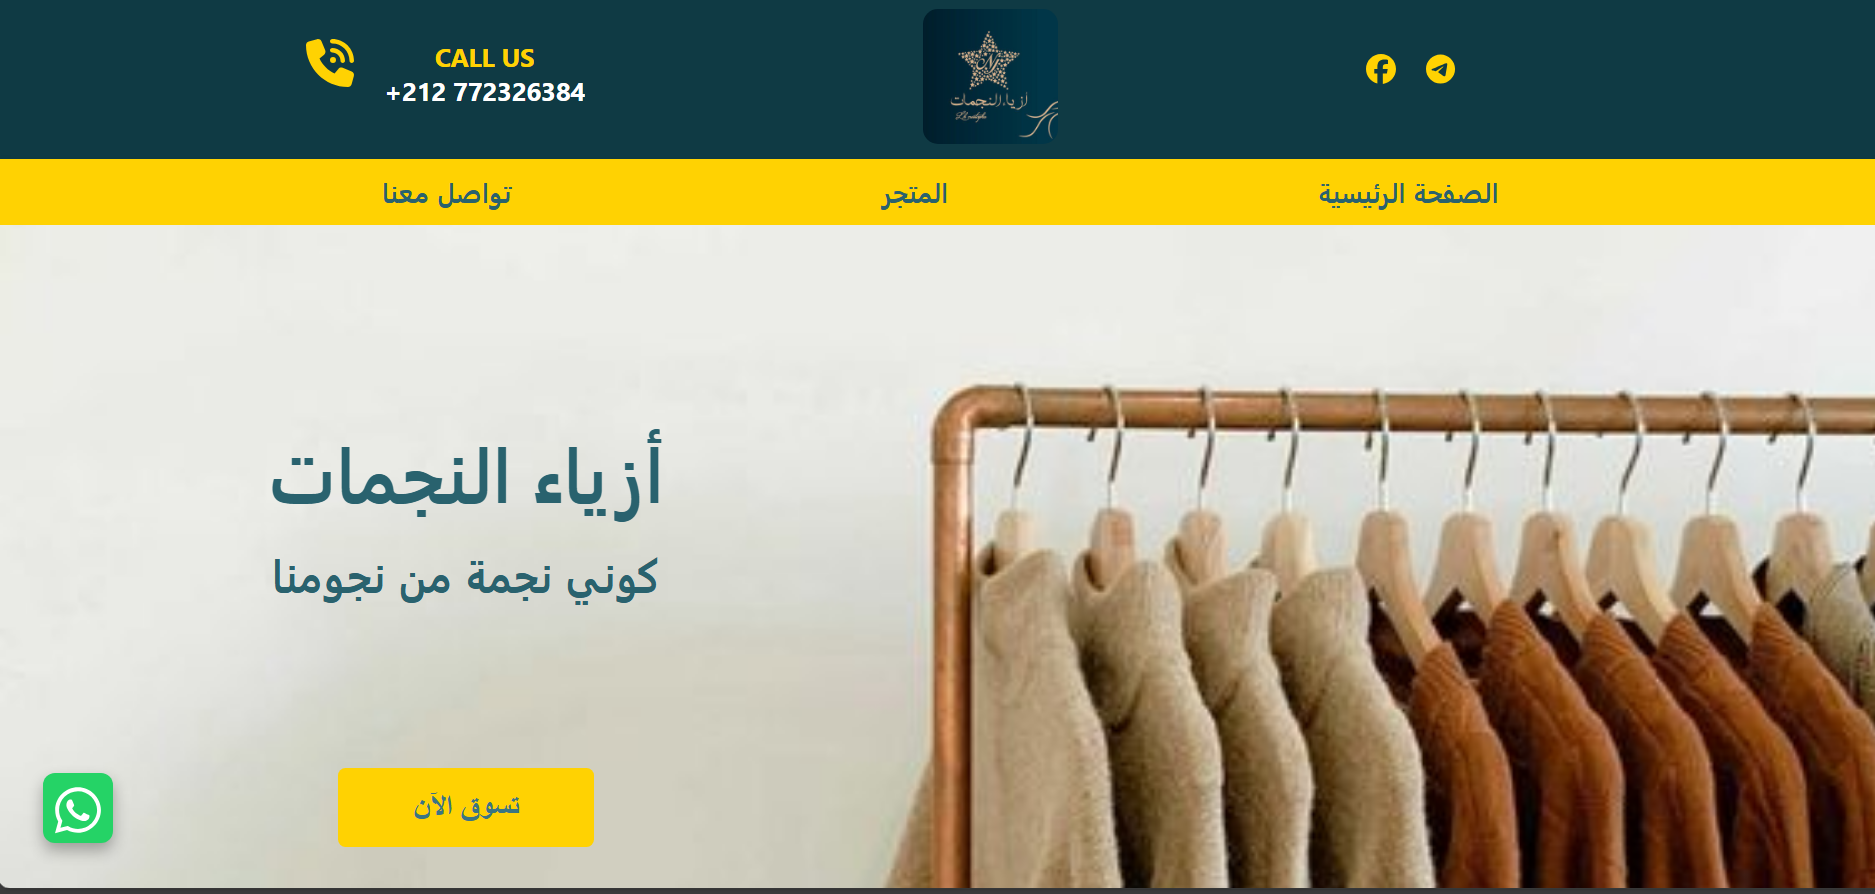 CALL US
+212 772326384
أزياء النجمات
الصفحة الرئيسية
المتجر
تواصل معنا
أزياء النجمات
كوني نجمة من نجومنا
تسوق الآن